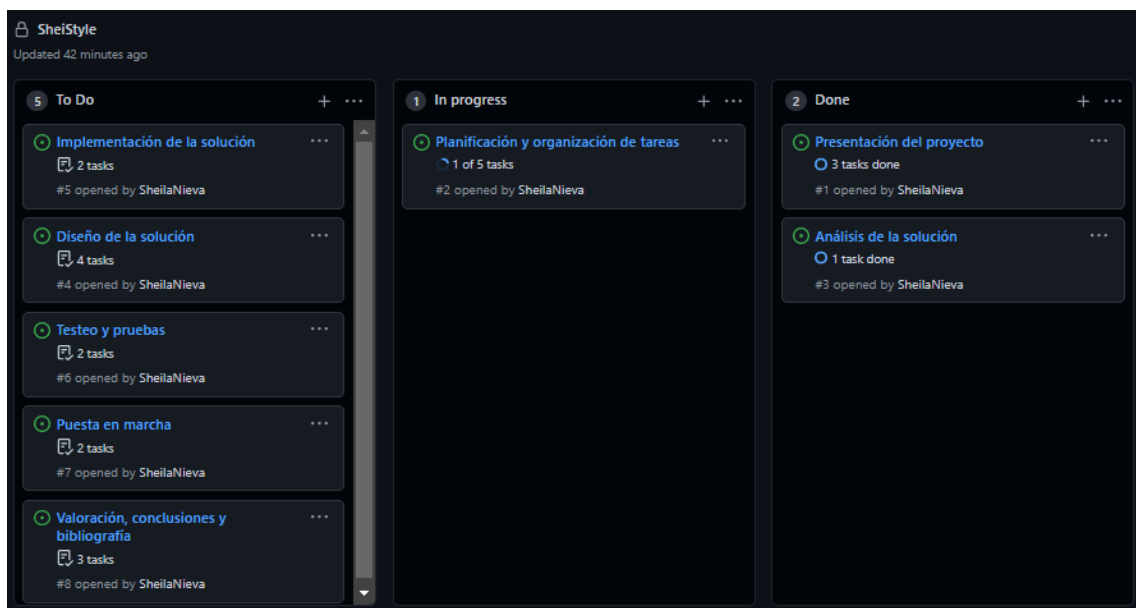 SheiStyle
Updated 42 minutes ago
5 To Do
Implementación de la solución
2 tasks
#5 opened by SheilaNieva
Diseño de la solución
4 tasks
#4 opened by SheilaNieva
Testeo y pruebas
2 tasks
#6 opened by SheilaNieva
Puesta en marcha
2 tasks
#7 opened by SheilaNieva
Valoración, conclusiones y
bibliografía
3 tasks
#8 opened by SheilaNieva
1 In progress
Planificación y organización de tareas
1 of 5 tasks
#2 opened by SheilaNieva
2 Done
Presentación del proyecto
3 tasks done
#1 opened by SheilaNieva
Análisis de la solución
1 task done
#3 opened by SheilaNieva